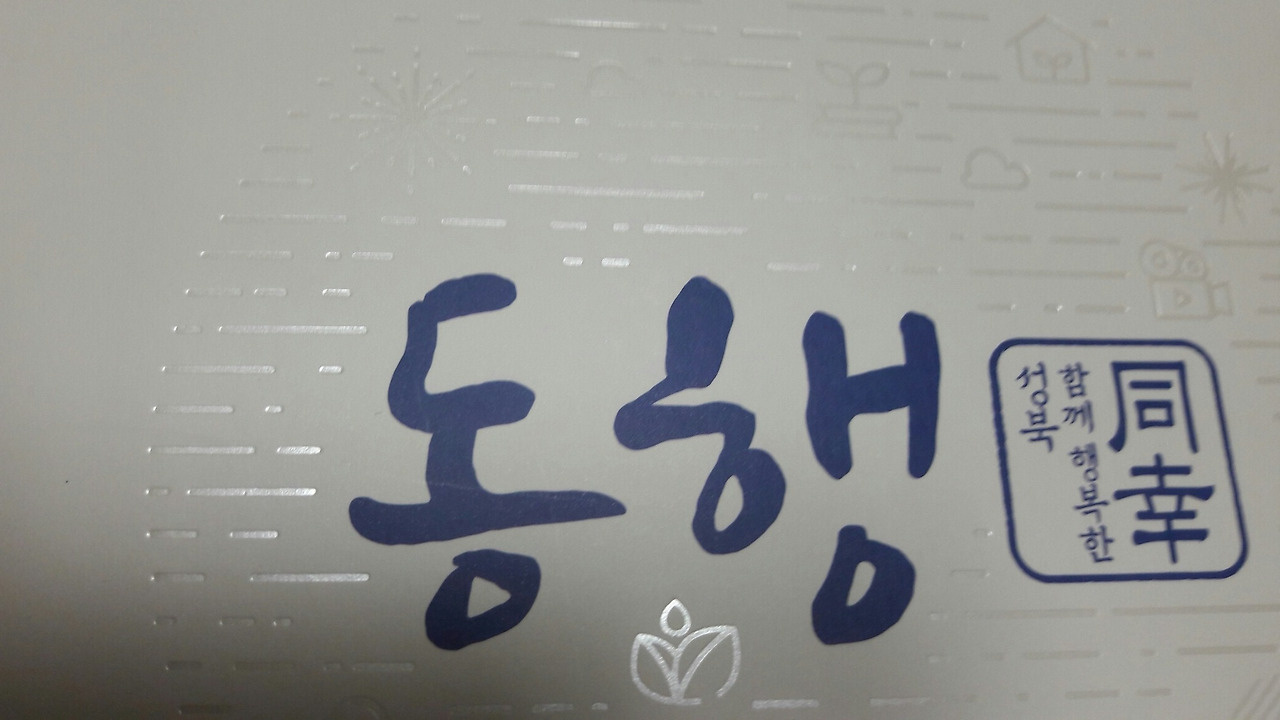 동행
同幸
함께 행복한
성북